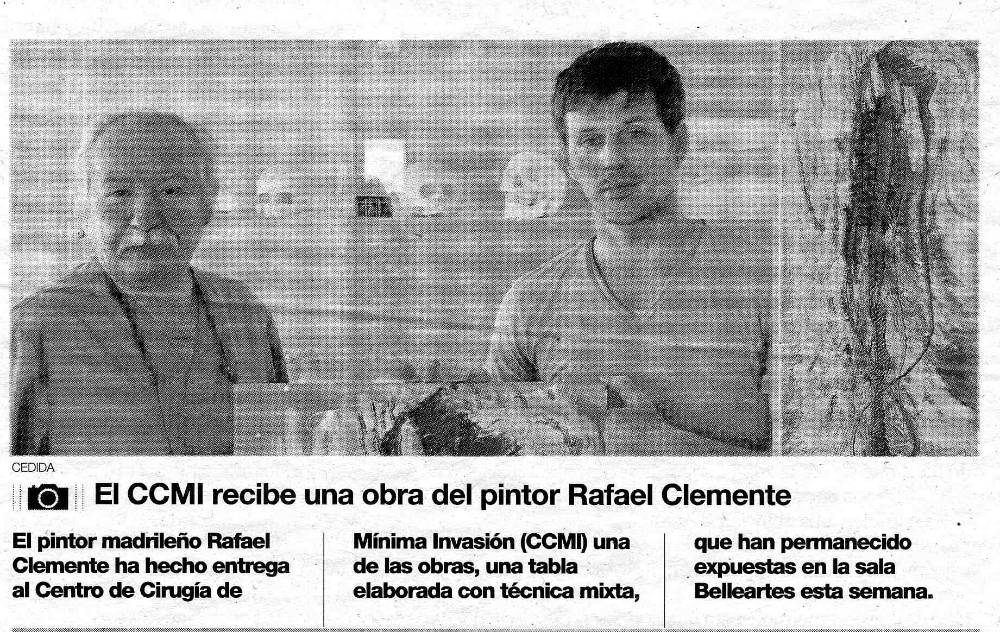 CEDIDA
El CCMI recibe una obra del pintor Rafael Clemente
El pintor madrileño Rafael
Clemente ha hecho entrega
al Centro de Cirugía de
Mínima Invasión (CCMI) una
de las obras, una tabla
elaborada con técnica mixta,
que han permanecido
expuestas en la sala
Belleartes esta semana.